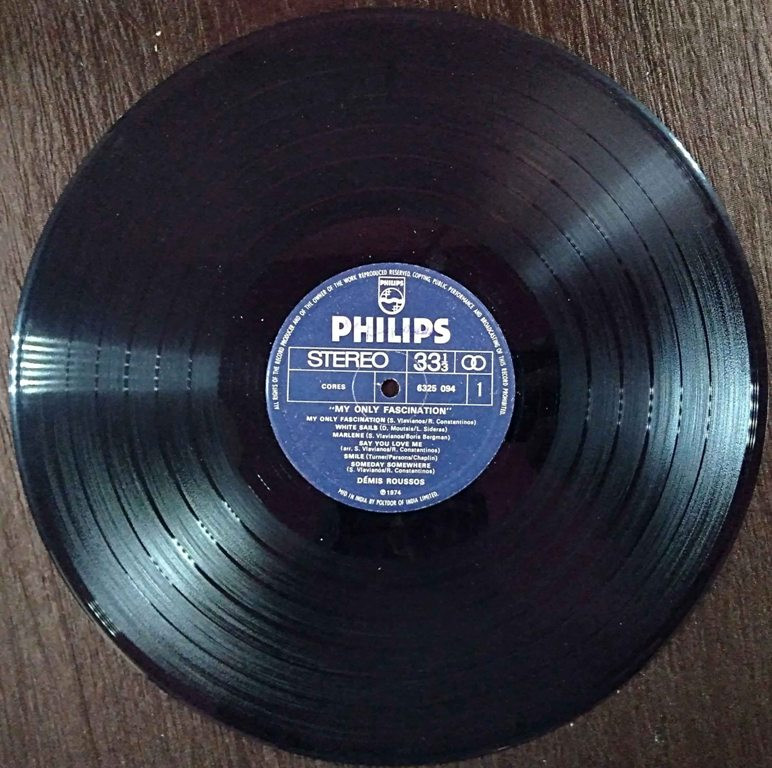 ALL RIGHTS OF THE RECORD PRODUCER AND OF THE OWNER OF THE WORK REPRODUCED RESERVED. COPYING PUBLIC PERFORMANCE AND BROADCASTING OF THIS RECORD PROHIBITED.
PHILIPS
PHILIPS
STEREO 33⅓
CORES 6325 094 1
"MY ONLY FASCINATION"
MY ONLY FASCINATION (S. Vlavianos/R. Constantinos)
WHITE SAILS (D. Moutsis/L. Sideras)
MARLENE (S. Vlavianos/Boris Bergman)
SAY YOU LOVE ME
(arr. S. Vlavianos/R. Constantinos)
SMILE (Turner/Parsons/Chaplin)
SOMEDAY SOMEWHERE
(S. Vlavianos/R. Constantinos)
DÉMIS ROUSSOS
℗1974
MFD IN INDIA BY POLYDOR OF INDIA LIMITED.